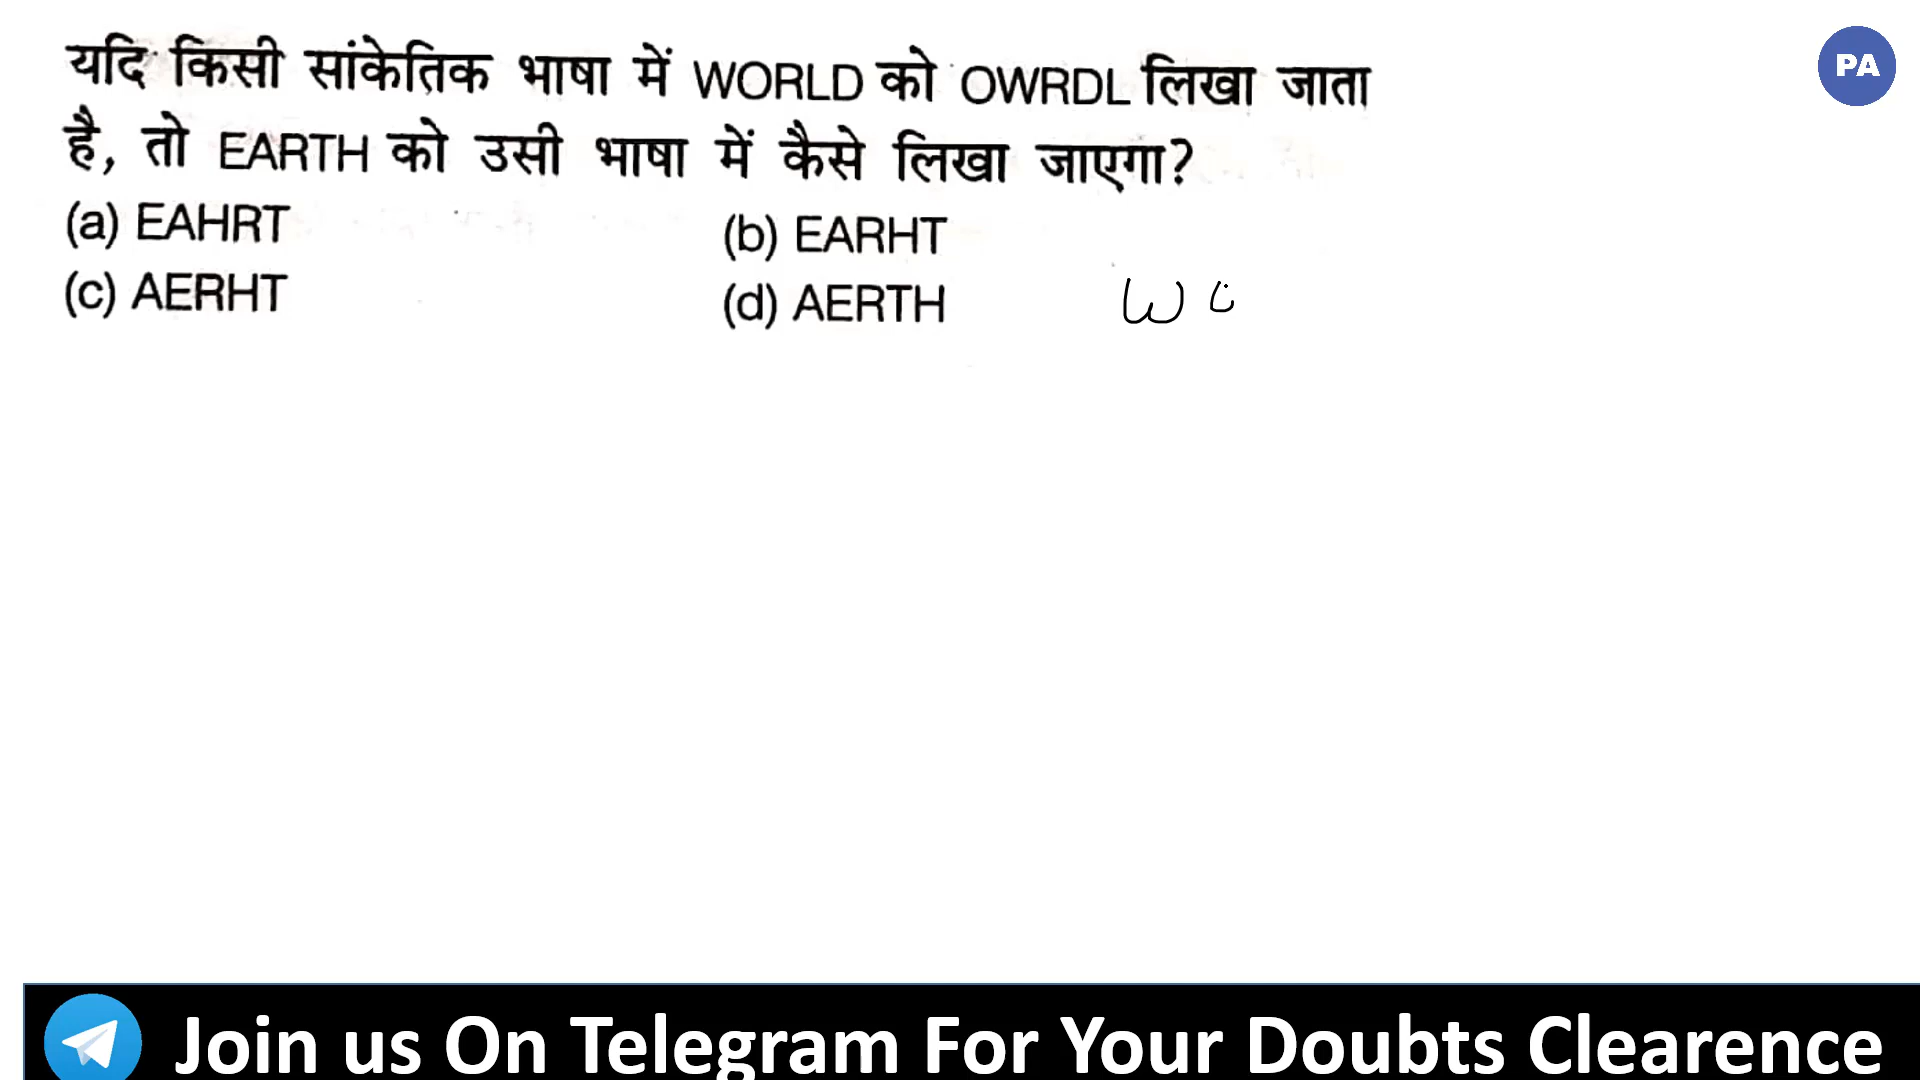 यदि किसी सांकेतिक भाषा में WORLD को OWRDL लिखा जाता
है, तो EARTH को उसी भाषा में कैसे लिखा जाएगा?
(a) EAHRT (b) EARHT
(c) AERHT (d) AERTH
W
PA
Join us On Telegram For Your Doubts Clearence